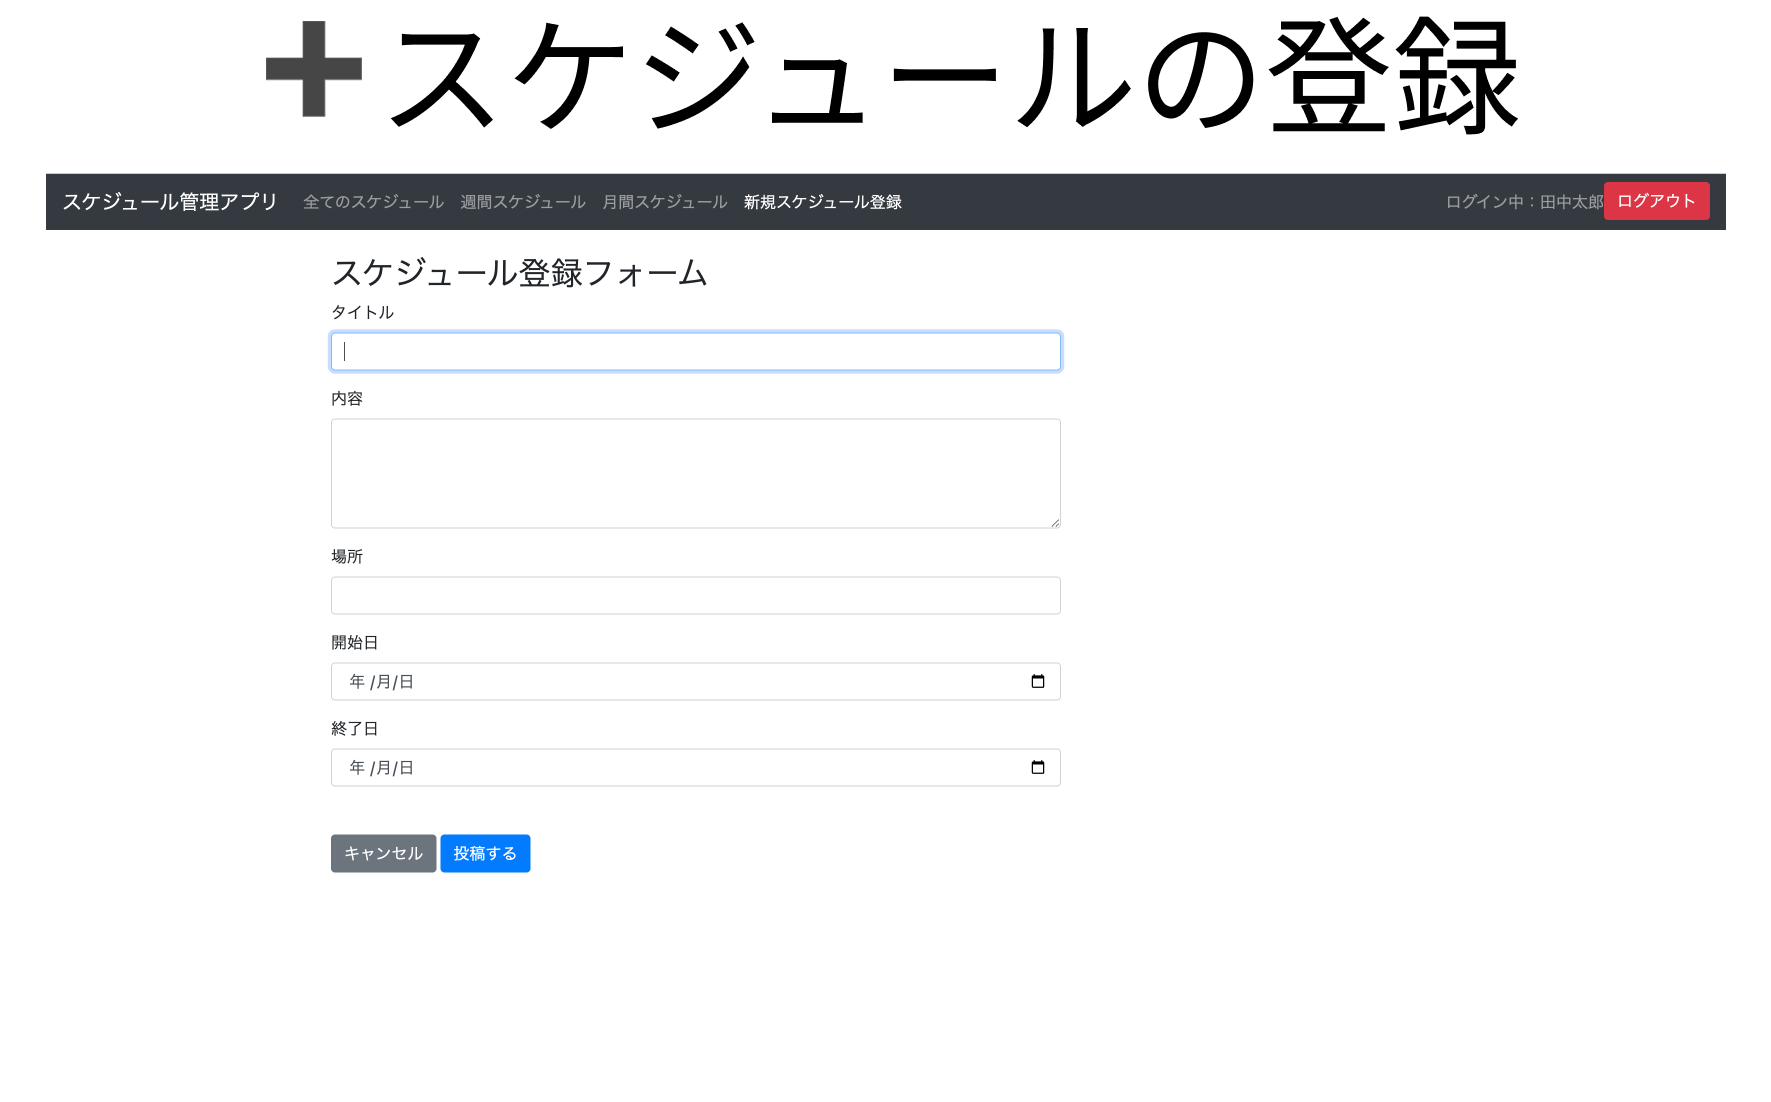 ➕スケジュールの登録
スケジュール管理アプリ 全てのスケジュール 週間スケジュール 月間スケジュール 新規スケジュール登録 ログイン中：田中太郎 ログアウト
スケジュール登録フォーム
タイトル
内容
場所
開始日
年 /月/日
終了日
年 /月/日
キャンセル 投稿する